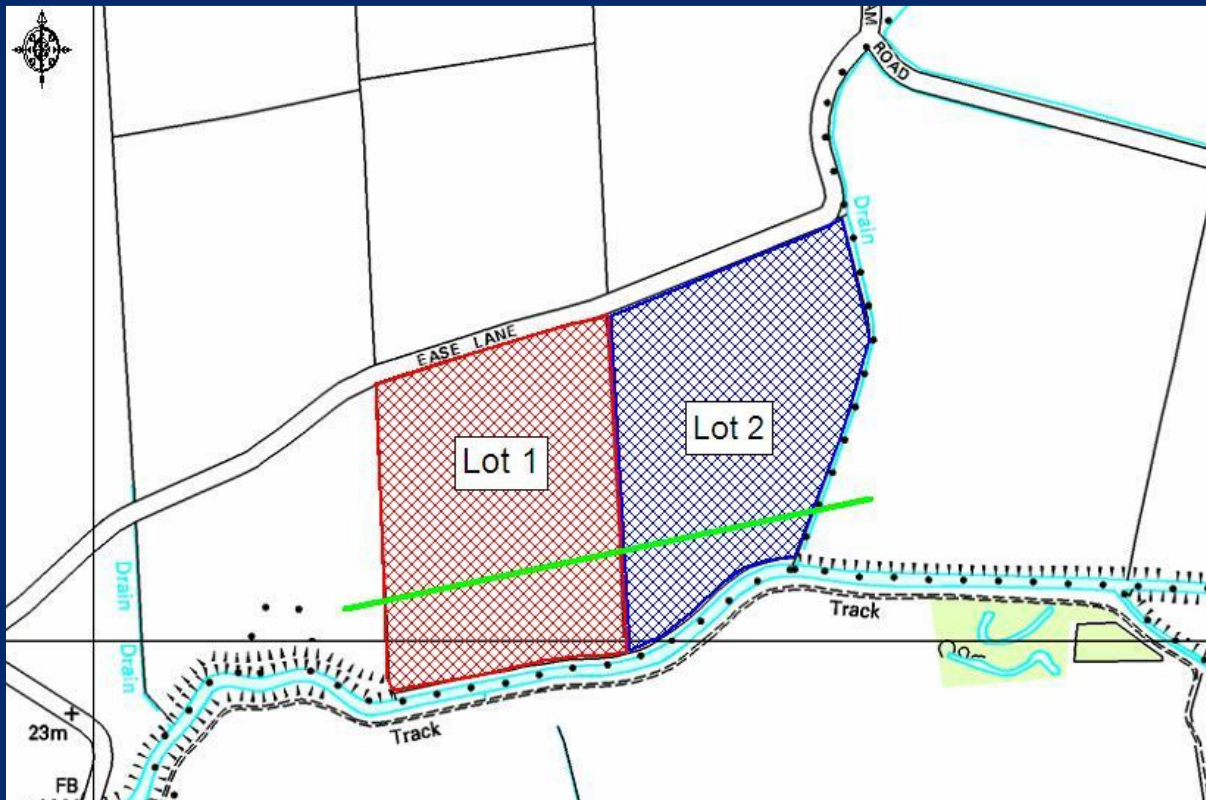 ROAD
Drain
EASE LANE
Lot 2
Lot 1
Drain
Track
Drain
23m
Track
FB